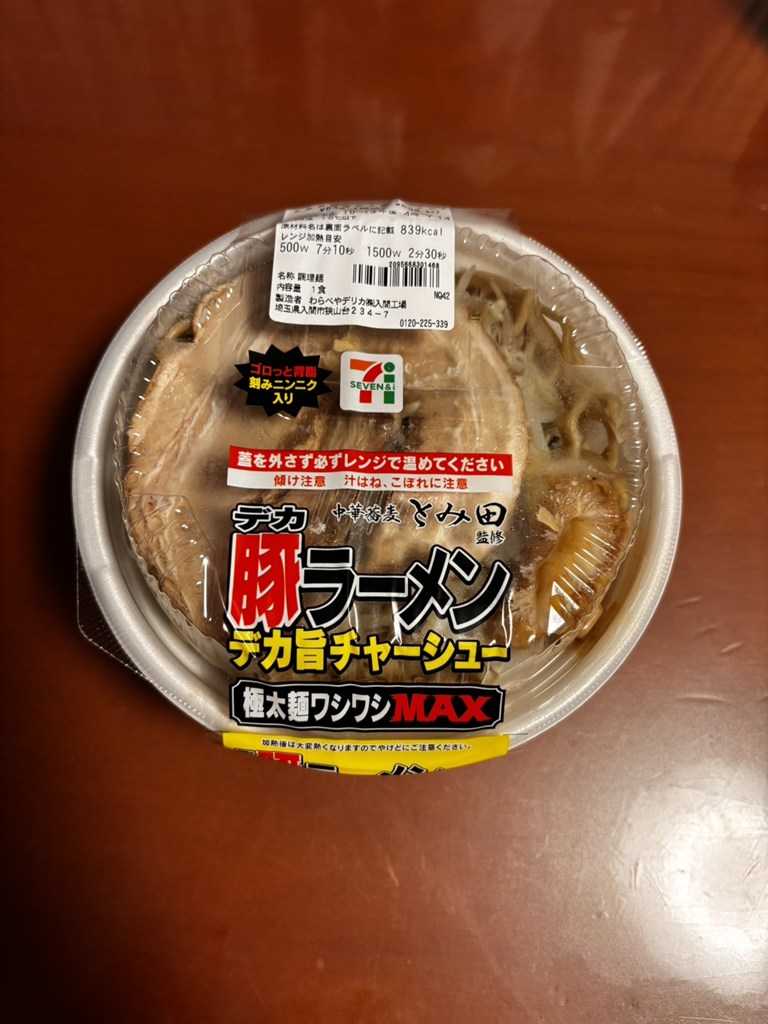 原材料名は裏面ラベルに記載 839kcal
レンジ加熱目安
500W 7分10秒 1500W 2分30秒
2095668301468
名称 調理麺
内容量 1食
NQ42
製造者 わらべやデリカ㈱入間工場
埼玉県入間市狭山台234-7
0120-225-339
ゴロっと背脂
刻みニンニク
入り
7i
SEVEN&i
蓋を外さず必ずレンジで温めてください
傾け注意 汁はね、こぼれに注意
中華蕎麦 とみ田
監修
デカ
豚ラーメン
デカ旨チャーシュー
極太麺ワシワシMAX
加熱後は大変熱くなりますのでやけどにご注意ください。
豚ラーメン